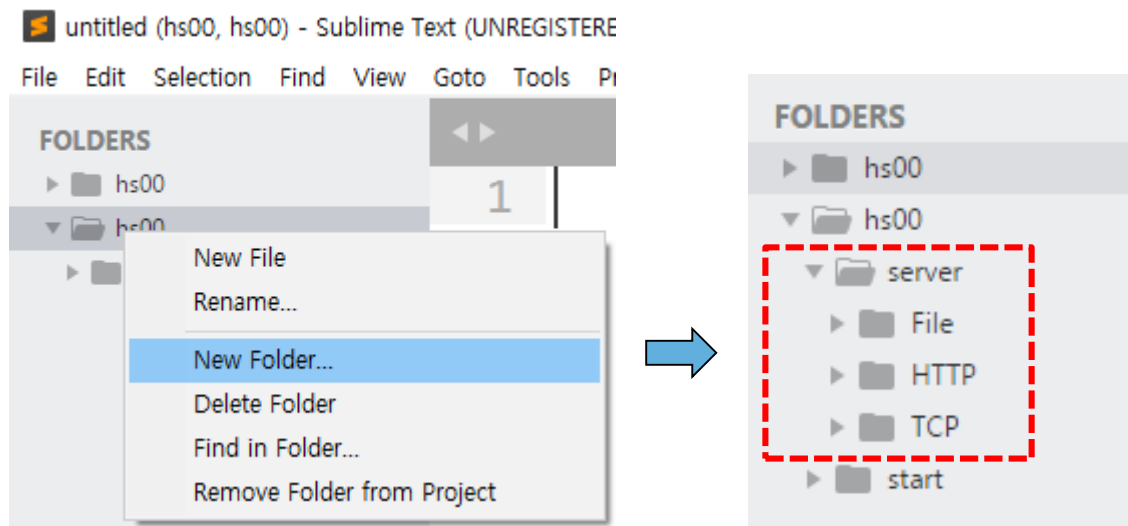 untitled (hs00, hs00) - Sublime Text (UNREGISTERE
File Edit Selection Find View Goto Tools
FOLDERS
hs00
hs00
1
New File
Rename...
New Folder...
Delete Folder
Find in Folder...
Remove Folder from Project
FOLDERS
hs00
hs00
server
File
HTTP
TCP
start